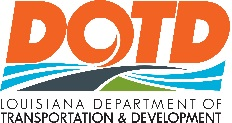 DOTD
LOUISIANA DEPARTMENT OF
TRANSPORTATION & DEVELOPMENT